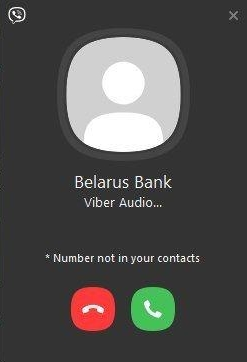 Belarus Bank
Viber Audio...
* Number not in your contacts